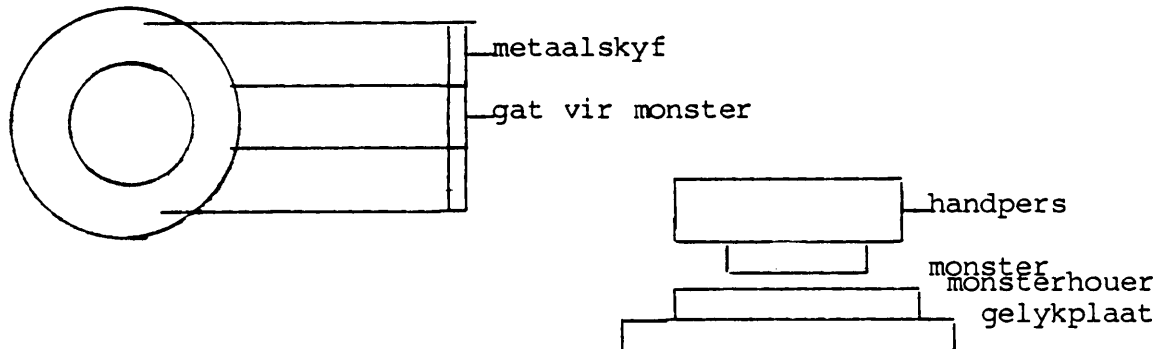 metaalskyf
gat vir monster
handpers
monster
monsterhouer
gelykplaat